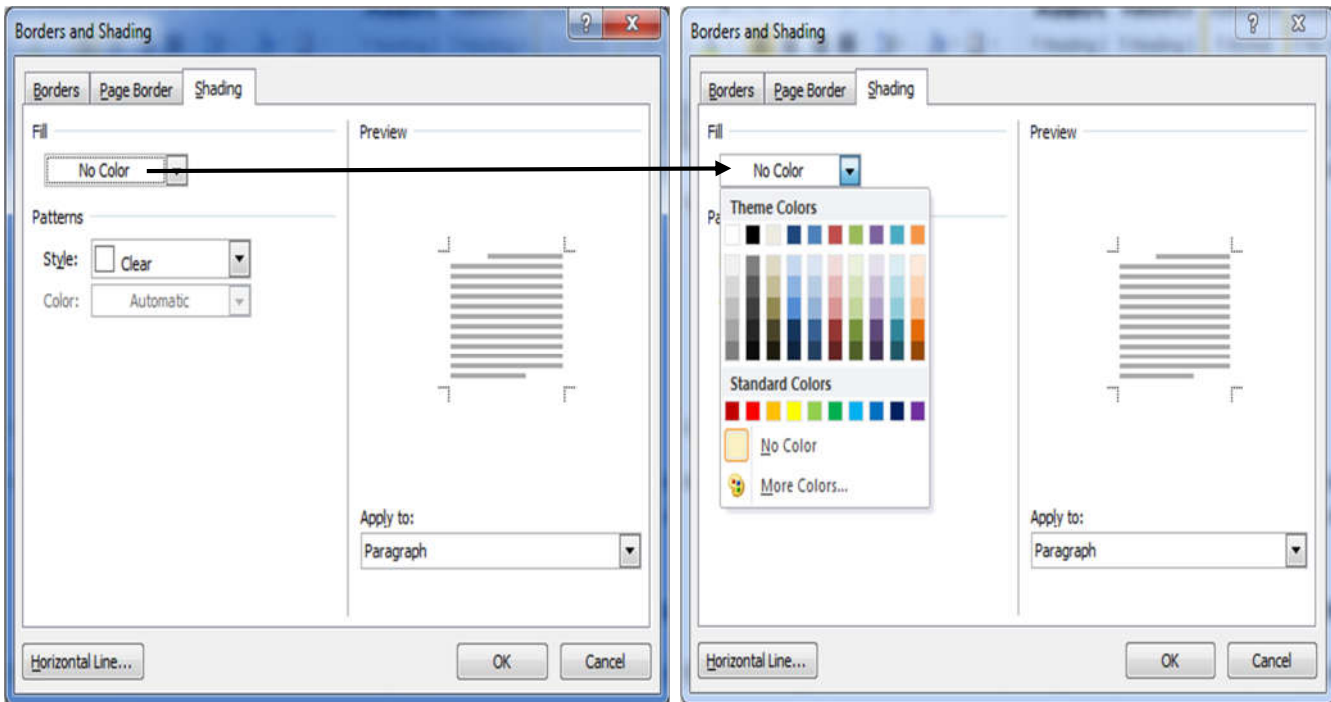 Borders and Shading
Borders Page Border Shading
Fill
No Color
Patterns
Style: Clear
Color: Automatic
Preview
Apply to:
Paragraph
Horizontal Line...
OK Cancel
Borders and Shading
Borders Page Border Shading
Fill
No Color
Pa
Theme Colors
Standard Colors
No Color
More Colors...
Preview
Apply to:
Paragraph
Horizontal Line...
OK Cancel